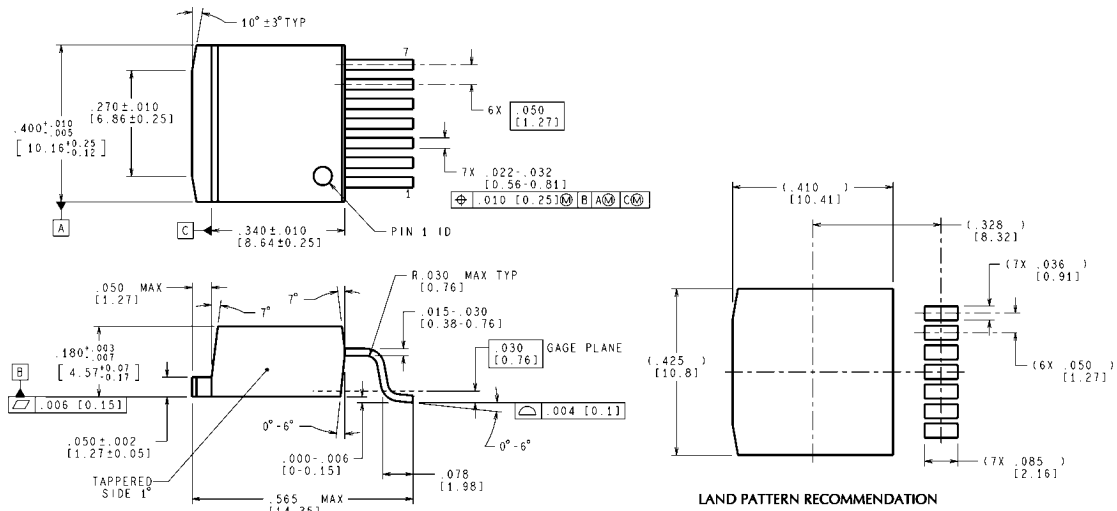 10° ±3° TYP
7
6X .050
[1.27]
.270±.010
[6.86±0.25]
.400+.010 -.005
[10.16+0.25 -0.12]
7X .022-.032
[0.56-0.81]
1
⌖ .010 [0.25]Ⓜ B AⓂ CⓂ
A
C
.340±.010
[8.64±0.25]
PIN 1 ID
(.410)
[10.41]
(.328)
[8.32]
(7X .036)
[0.91]
(.425)
[10.8]
(6X .050)
[1.27]
(7X .085)
[2.16]
LAND PATTERN RECOMMENDATION
.050 MAX
[1.27]
7°
7°
R.030 MAX TYP
[0.76]
.015-.030
[0.38-0.76]
.030
[0.76]
GAGE PLANE
.180+.003 -.007
[4.57+0.07 -0.17]
B
⏥ .006 [0.15]
⌓ .004 [0.1]
.050±.002
[1.27±0.05]
0°-6°
0°-6°
.000-.006
[0-0.15]
.078
[1.98]
TAPPERED
SIDE 1°
.565 MAX